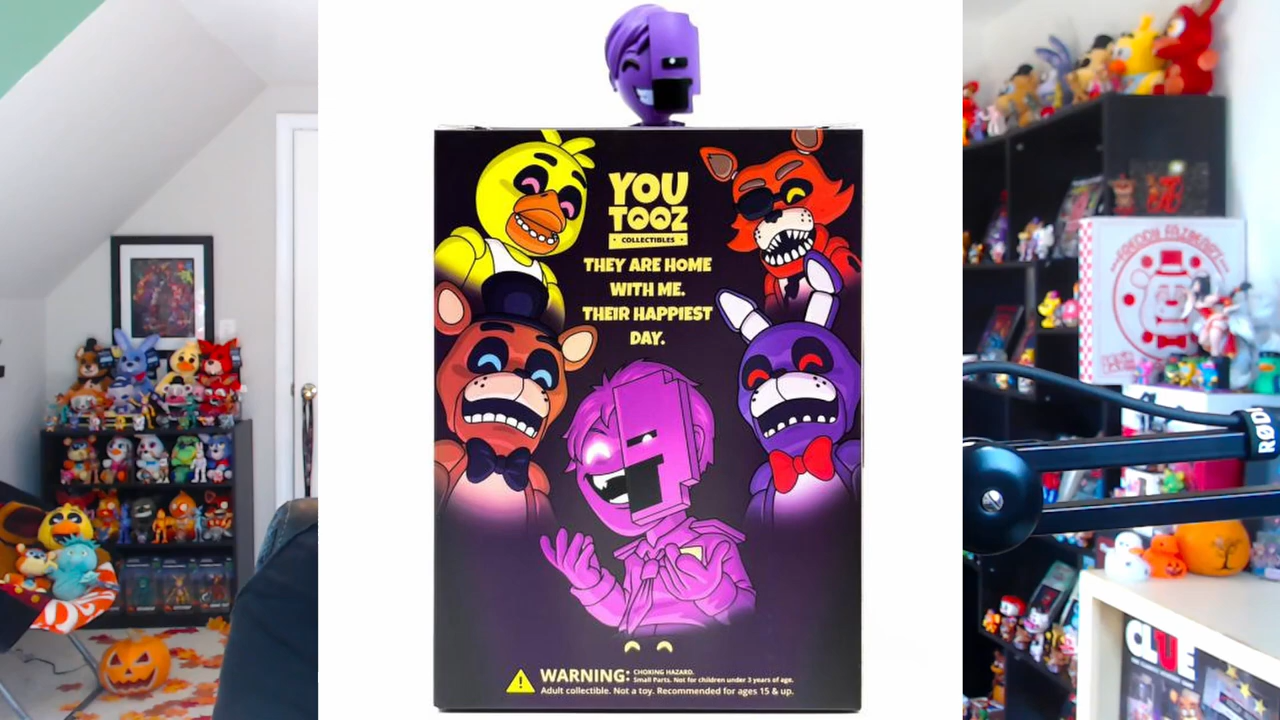 YOU
TOOZ
COLLECTIBLES
THEY ARE HOME
WITH ME.
THEIR HAPPIEST
DAY.
WARNING: CHOKING HAZARD.
Small Parts. Not for children under 3 years of age.
Adult collectible. Not a toy. Recommended for ages 15 & up.
CLUE